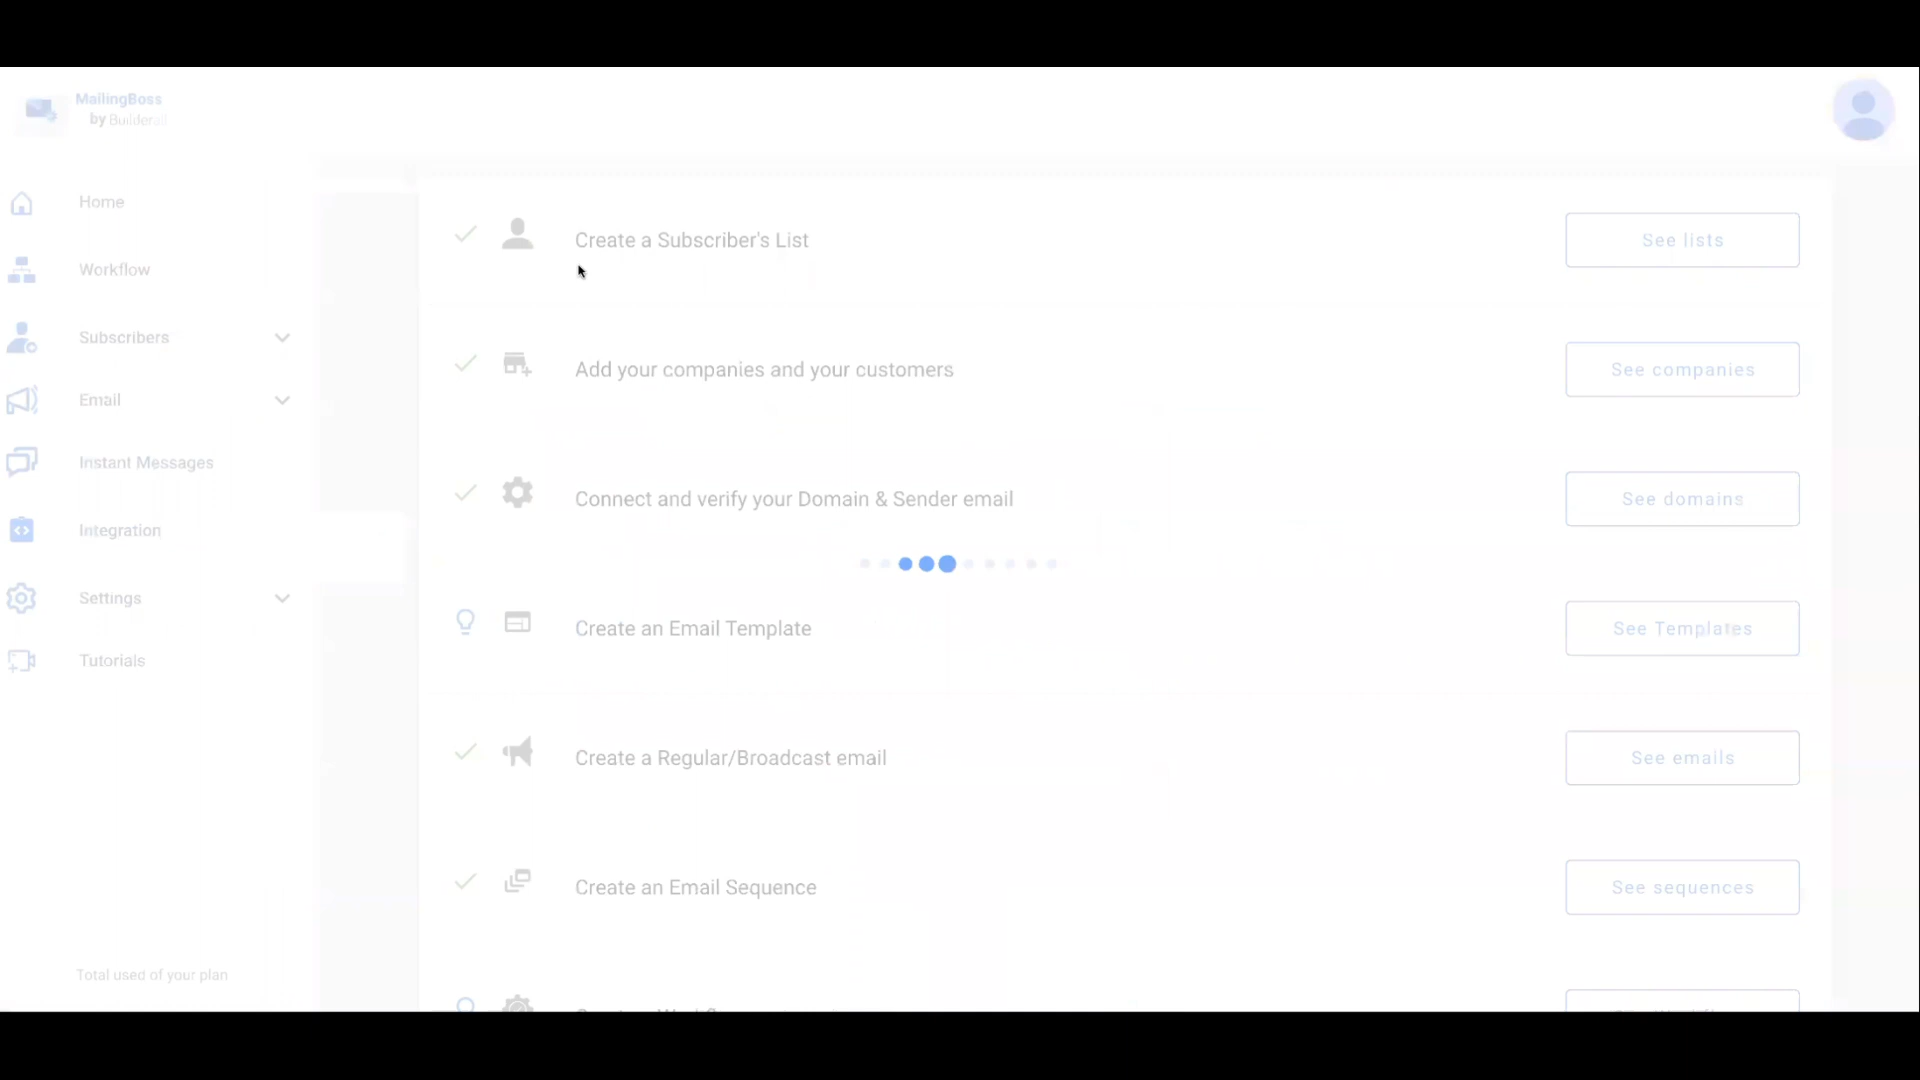 MailingBoss
by Builderall
Home
Workflow
Subscribers
Email
Instant Messages
Integration
Settings
Tutorials
Total used of your plan
Create a Subscriber's List
See lists
Add your companies and your customers
See companies
Connect and verify your Domain & Sender email
See domains
Create an Email Template
See Templates
Create a Regular/Broadcast email
See emails
Create an Email Sequence
See sequences